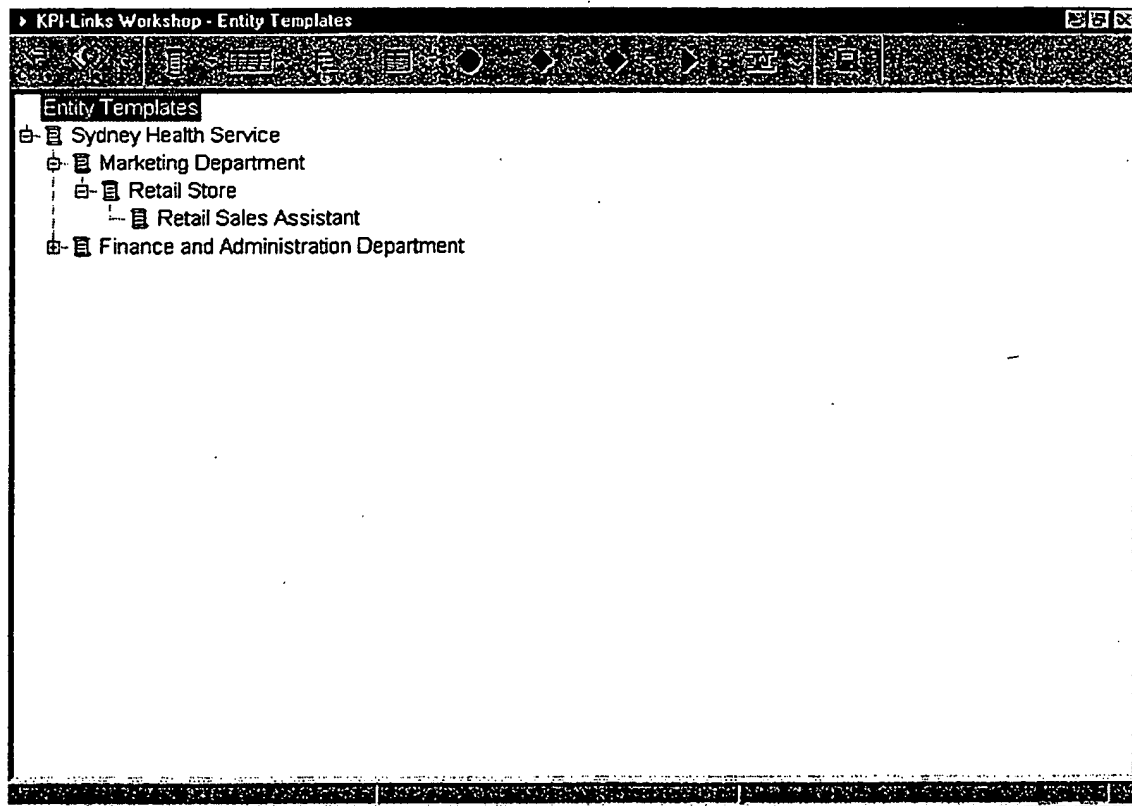 KPI-Links Workshop - Entity Templates
Entity Templates
Sydney Health Service
Marketing Department
Retail Store
Retail Sales Assistant
Finance and Administration Department